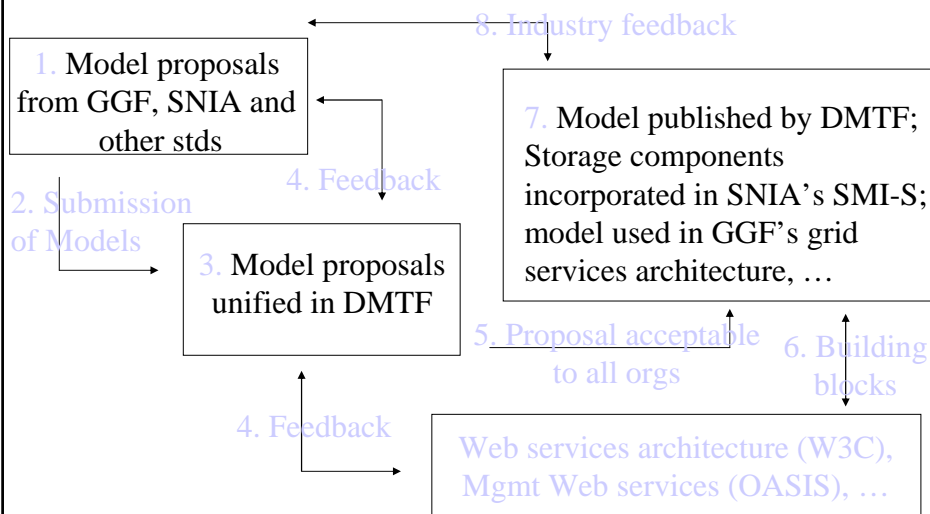 8. Industry feedback
1. Model proposals
from GGF, SNIA and
other stds
7. Model published by DMTF;
Storage components
incorporated in SNIA’s SMI-S;
model used in GGF’s grid
services architecture, …
4. Feedback
2. Submission
of Models
3. Model proposals
unified in DMTF
5. Proposal acceptable
to all orgs
6. Building
blocks
4. Feedback
Web services architecture (W3C),
Mgmt Web services (OASIS), …